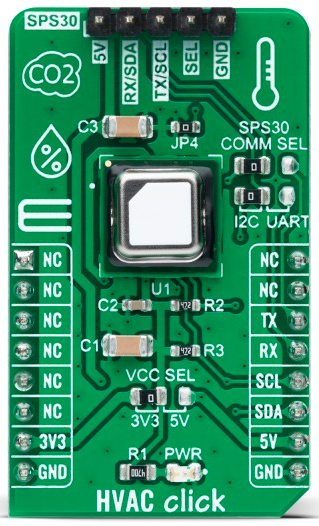 SPS30
5V
RX/SDA
TX/SCL
SEL
GND
CO2
C3
JP4
SPS30
COMM SEL
I2C UART
U1
C2
472
R2
C1
472
R3
VCC SEL
3V3 5V
R1
PWR
NC
NC
NC
NC
NC
NC
3V3
GND
NC
NC
TX
RX
SCL
SDA
5V
GND
HVAC click